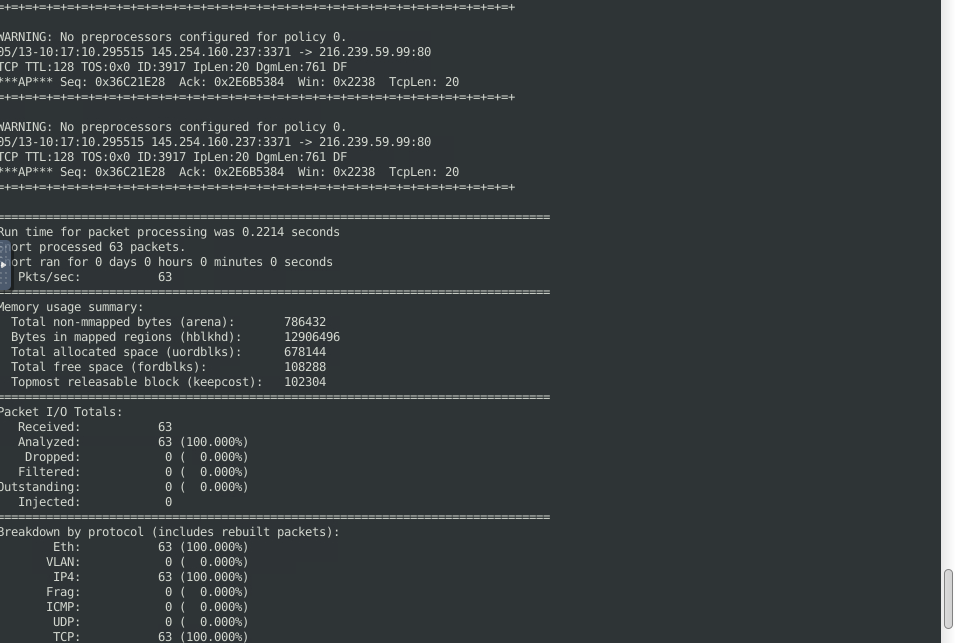 =+=+=+=+=+=+=+=+=+=+=+=+=+=+=+=+=+=+=+=+=+=+=+=+=+=+=+=+=+=+=+=+=+=+=+=+=+
WARNING: No preprocessors configured for policy 0.
05/13-10:17:10.295515 145.254.160.237:3371 -> 216.239.59.99:80
TCP TTL:128 TOS:0x0 ID:3917 IpLen:20 DgmLen:761 DF
***AP*** Seq: 0x36C21E28  Ack: 0x2E6B5384  Win: 0x2238  TcpLen: 20
=+=+=+=+=+=+=+=+=+=+=+=+=+=+=+=+=+=+=+=+=+=+=+=+=+=+=+=+=+=+=+=+=+=+=+=+=+
WARNING: No preprocessors configured for policy 0.
05/13-10:17:10.295515 145.254.160.237:3371 -> 216.239.59.99:80
TCP TTL:128 TOS:0x0 ID:3917 IpLen:20 DgmLen:761 DF
***AP*** Seq: 0x36C21E28  Ack: 0x2E6B5384  Win: 0x2238  TcpLen: 20
=+=+=+=+=+=+=+=+=+=+=+=+=+=+=+=+=+=+=+=+=+=+=+=+=+=+=+=+=+=+=+=+=+=+=+=+=+
===============================================================================
Run time for packet processing was 0.2214 seconds
ort processed 63 packets.
ort ran for 0 days 0 hours 0 minutes 0 seconds
   Pkts/sec:           63
===============================================================================
Memory usage summary:
  Total non-mmapped bytes (arena):       786432
  Bytes in mapped regions (hblkhd):      12906496
  Total allocated space (uordblks):      678144
  Total free space (fordblks):           108288
  Topmost releasable block (keepcost):   102304
===============================================================================
Packet I/O Totals:
   Received:           63
   Analyzed:           63 (100.000%)
    Dropped:            0 (  0.000%)
   Filtered:            0 (  0.000%)
Outstanding:            0 (  0.000%)
   Injected:            0
===============================================================================
Breakdown by protocol (includes rebuilt packets):
        Eth:           63 (100.000%)
       VLAN:            0 (  0.000%)
        IP4:           63 (100.000%)
       Frag:            0 (  0.000%)
       ICMP:            0 (  0.000%)
        UDP:            0 (  0.000%)
        TCP:           63 (100.000%)